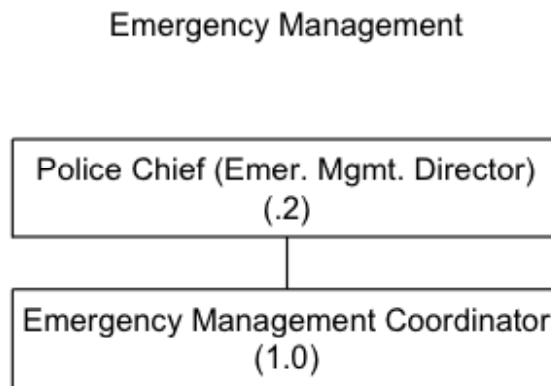 Emergency Management
Police Chief (Emer. Mgmt. Director)
(.2)
Emergency Management Coordinator
(1.0)